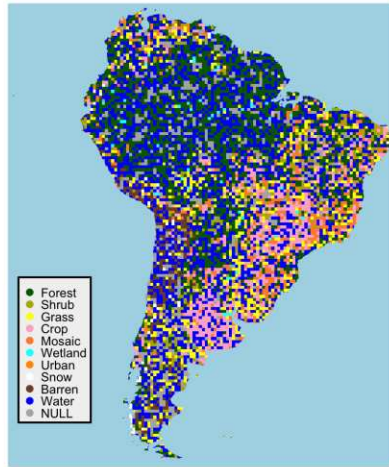 Forest
Shrub
Grass
Crop
Mosaic
Wetland
Urban
Snow
Barren
Water
NULL